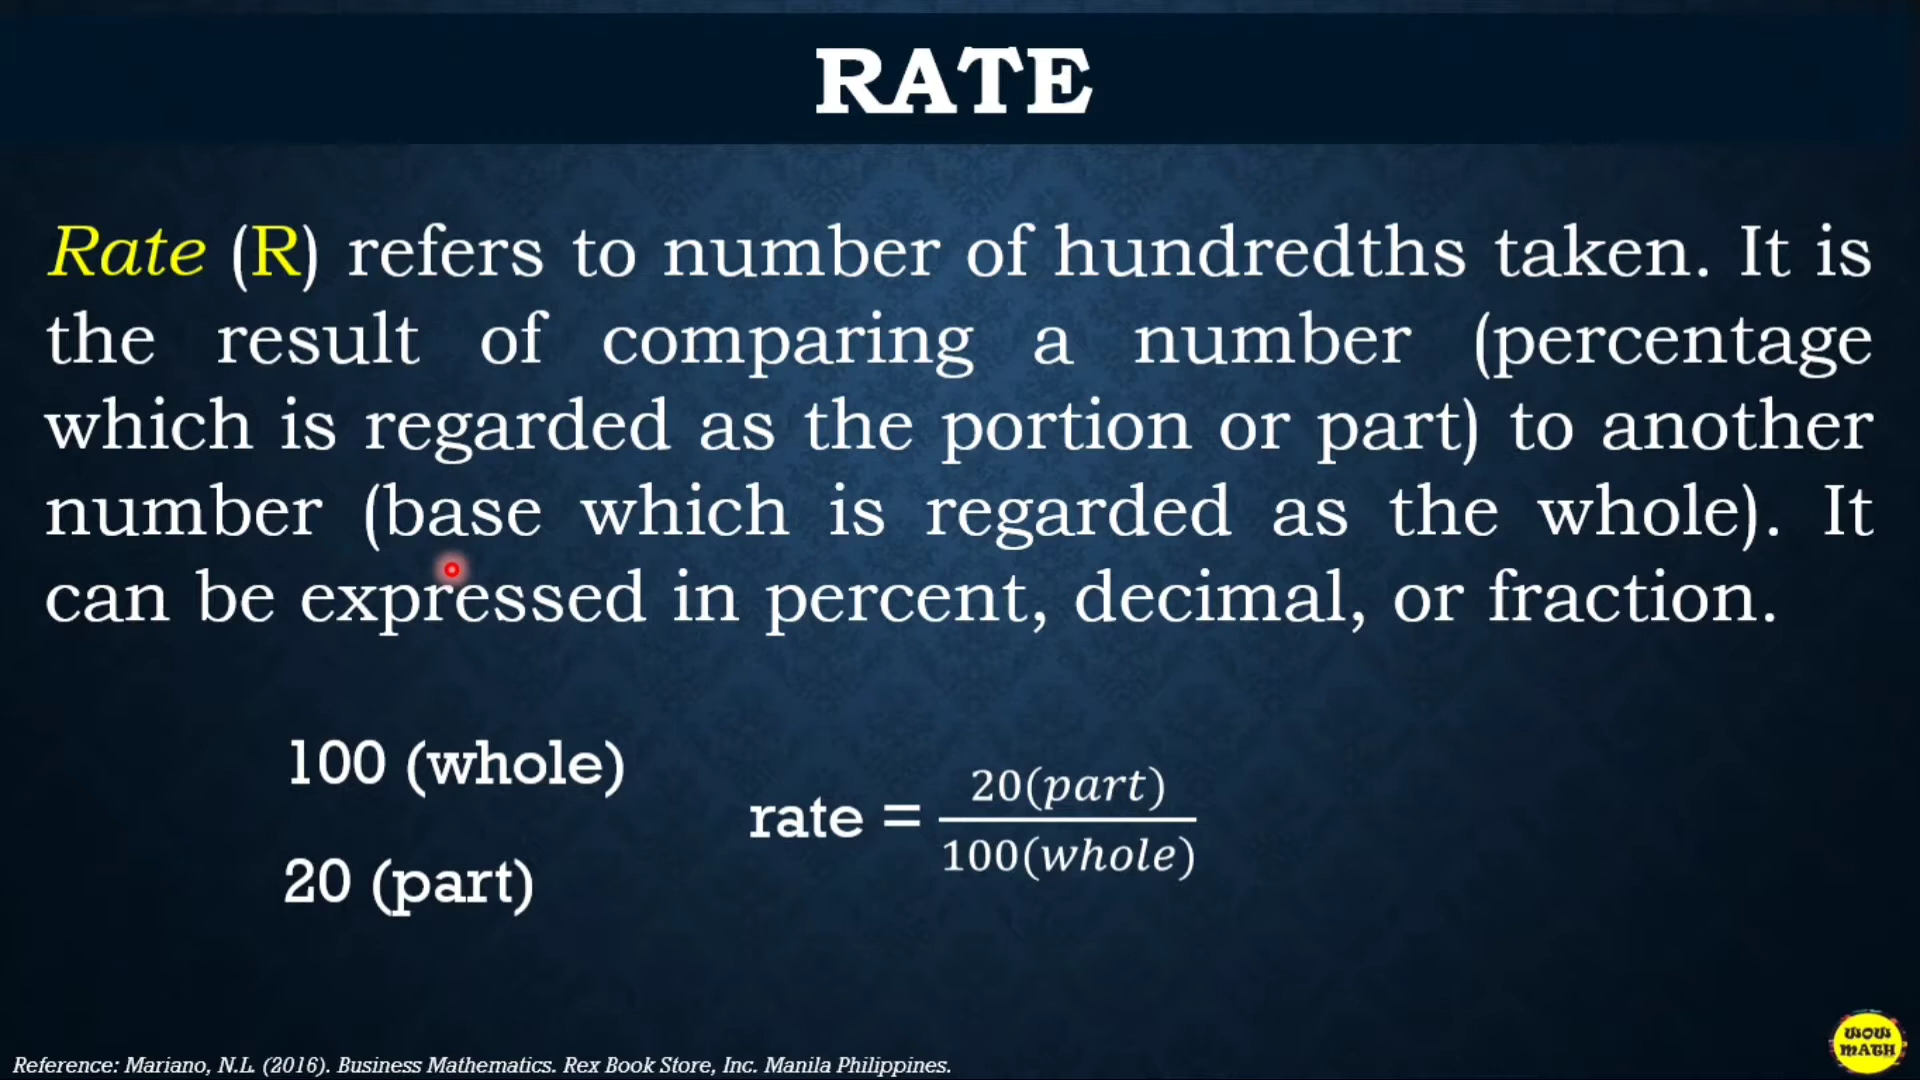 RATE
Rate (R) refers to number of hundredths taken. It is
the result of comparing a number (percentage
which is regarded as the portion or part) to another
number (base which is regarded as the whole). It
can be expressed in percent, decimal, or fraction.
100 (whole)
20 (part)
rate = 20(part)
100(whole)
Reference: Mariano, N.L. (2016). Business Mathematics. Rex Book Store, Inc. Manila Philippines.
WOW
MATH